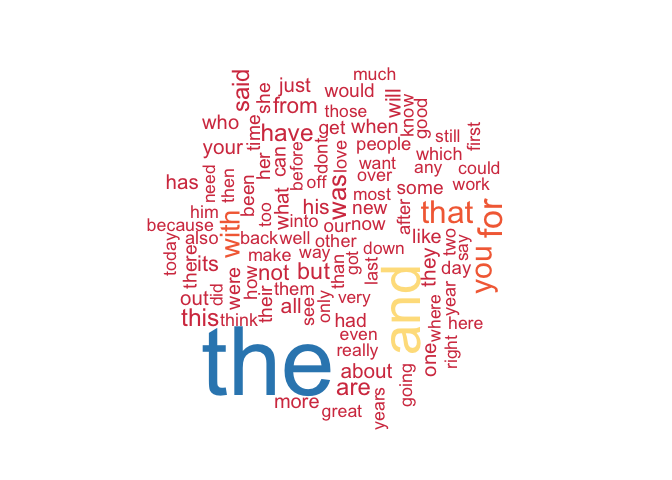 much
said
she
just
would
from
those
will
know
good
who
time
have
get
when
still
first
your
her
can
before
dont
love
people
which
has
need
then
been
what
off
was
want
over
any
could
him
too
his
most
some
work
because
with
into
new
after
that
for
today
there
also
back
well
our
now
other
like
they
two
say
you
its
make
way
got
down
were
how
not
but
than
last
and
day
out
did
their
them
all
see
only
very
year
this
think
had
one
where
here
the
even
really
right
about
are
going
more
great
years